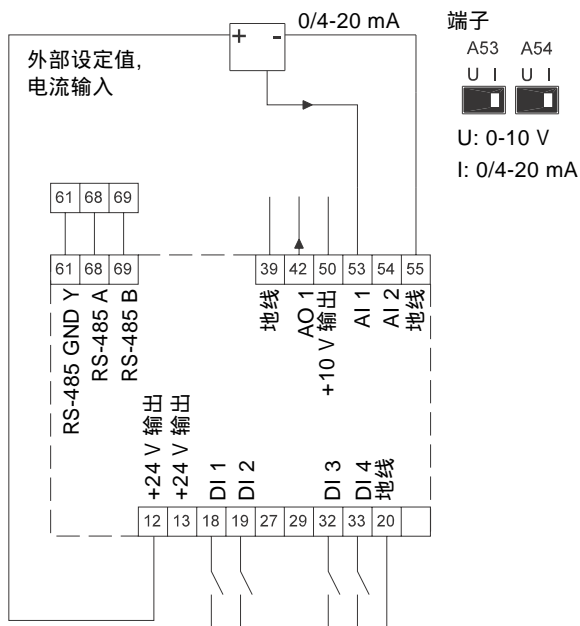 + -
0/4-20 mA
外部设定值,
电流输入
端子
A53 A54
U I U I
U: 0-10 V
I: 0/4-20 mA
61 68 69
61 68 69
39 42 50 53 54 55
RS-485 GND Y
RS-485 A
RS-485 B
地线
AO 1
+10 V 输出
AI 1
AI 2
地线
+24 V 输出
+24 V 输出
DI 1
DI 2
DI 3
DI 4
地线
12 13 18 19 27 29 32 33 20